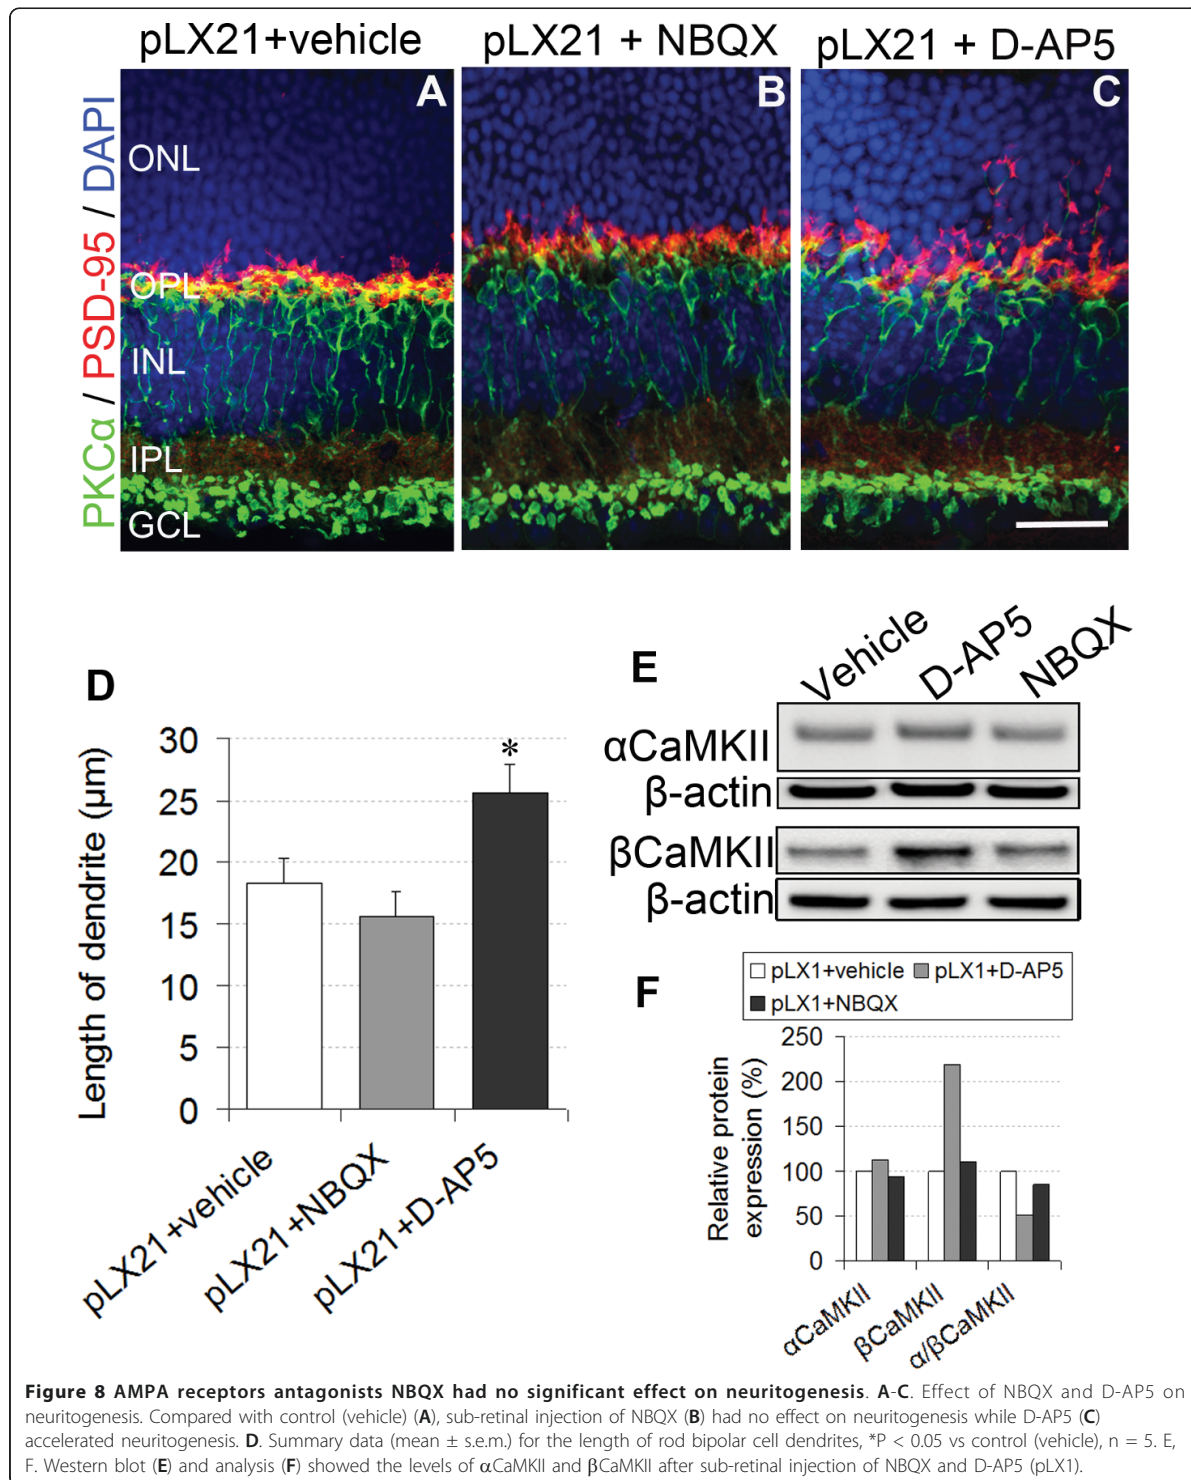 pLX21+vehicle
pLX21 + NBQX
pLX21 + D-AP5
PKCα / PSD-95 / DAPI
A
B
C
ONL
OPL
INL
IPL
GCL
D
Length of dendrite (µm)
30
25
20
15
10
5
0
*
pLX21+vehicle
pLX21+NBQX
pLX21+D-AP5
E
Vehicle
D-AP5
NBQX
αCaMKII
β-actin
βCaMKII
β-actin
F
pLX1+vehicle
pLX1+D-AP5
pLX1+NBQX
Relative protein
expression (%)
250
200
150
100
50
0
αCaMKII
βCaMKII
α/βCaMKII
Figure 8 AMPA receptors antagonists NBQX had no significant effect on neuritogenesis. A-C. Effect of NBQX and D-AP5 on
neuritogenesis. Compared with control (vehicle) (A), sub-retinal injection of NBQX (B) had no effect on neuritogenesis while D-AP5 (C)
accelerated neuritogenesis. D. Summary data (mean ± s.e.m.) for the length of rod bipolar cell dendrites, *P < 0.05 vs control (vehicle), n = 5. E,
F. Western blot (E) and analysis (F) showed the levels of αCaMKII and βCaMKII after sub-retinal injection of NBQX and D-AP5 (pLX1).